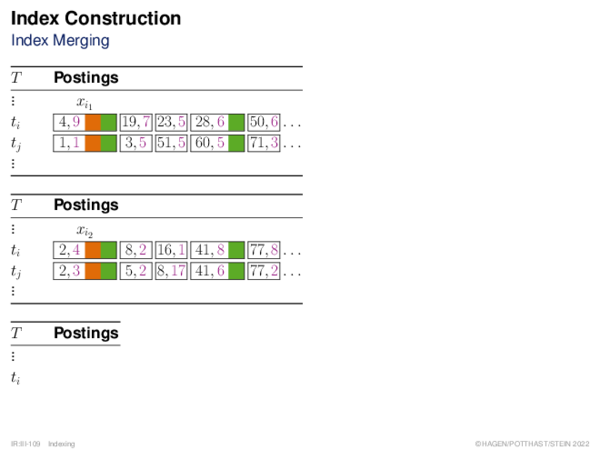 Index Construction
Index Merging
T Postings
⋮ x_{i_1}
t_i 4, 9 19, 7 23, 5 28, 6 50, 6 ...
t_j 1, 1 3, 5 51, 5 60, 5 71, 3 ...
⋮
T Postings
⋮ x_{i_2}
t_i 2, 4 8, 2 16, 1 41, 8 77, 8 ...
t_j 2, 3 5, 2 8, 17 41, 6 77, 2 ...
⋮
T Postings
⋮
t_i
IR:III-109 Indexing ©HAGEN/POTTHAST/STEIN 2022